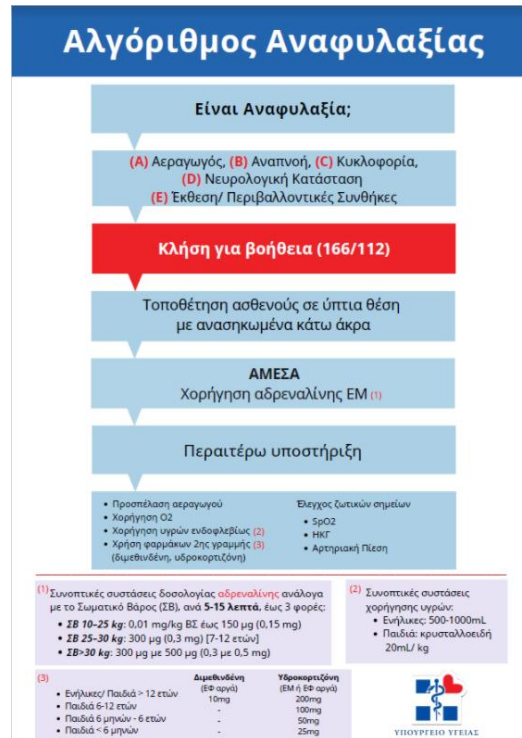 Αλγόριθμος Αναφυλαξίας
Είναι Αναφυλαξία;
(A) Αεραγωγός, (B) Αναπνοή, (C) Κυκλοφορία,
(D) Νευρολογική Κατάσταση
(E) Έκθεση/ Περιβαλλοντικές Συνθήκες
Κλήση για βοήθεια (166/112)
Τοποθέτηση ασθενούς σε ύπτια θέση
με ανασηκωμένα κάτω άκρα
ΑΜΕΣΑ
Χορήγηση αδρεναλίνης ΕΜ (1)
Περαιτέρω υποστήριξη
• Προσπέλαση αεραγωγού
• Χορήγηση Ο2
• Χορήγηση υγρών ενδοφλεβίως (2)
• Χρήση φαρμάκων 2ης γραμμής (3)
(διμεθινδένη, υδροκορτιζόνη)
Έλεγχος ζωτικών σημείων
• SpO2
• ΗΚΓ
• Αρτηριακή Πίεση
(1) Συνοπτικές συστάσεις δοσολογίας αδρεναλίνης ανάλογα
με το Σωματικό Βάρος (ΣΒ), ανά 5-15 λεπτά, έως 3 φορές:
• ΣΒ 10–25 kg: 0,01 mg/kg ΒΣ έως 150 μg (0,15 mg)
• ΣΒ 25–30 kg: 300 μg (0,3 mg) [7-12 ετών]
• ΣΒ>30 kg: 300 μg με 500 μg (0,3 με 0,5 mg)
(2) Συνοπτικές συστάσεις
χορήγησης υγρών:
• Ενήλικες: 500-1000mL
• Παιδιά: κρυσταλλοειδή
20mL/ kg
(3) Διμεθινδένη Υδροκορτιζόνη
(ΕΦ αργά) (ΕΜ ή ΕΦ αργά)
• Ενήλικες/ Παιδιά > 12 ετών 10mg 200mg
• Παιδιά 6-12 ετών - 100mg
• Παιδιά 6 μηνών - 6 ετών - 50mg
• Παιδιά < 6 μηνών - 25mg
ΥΠΟΥΡΓΕΙΟ ΥΓΕΙΑΣ